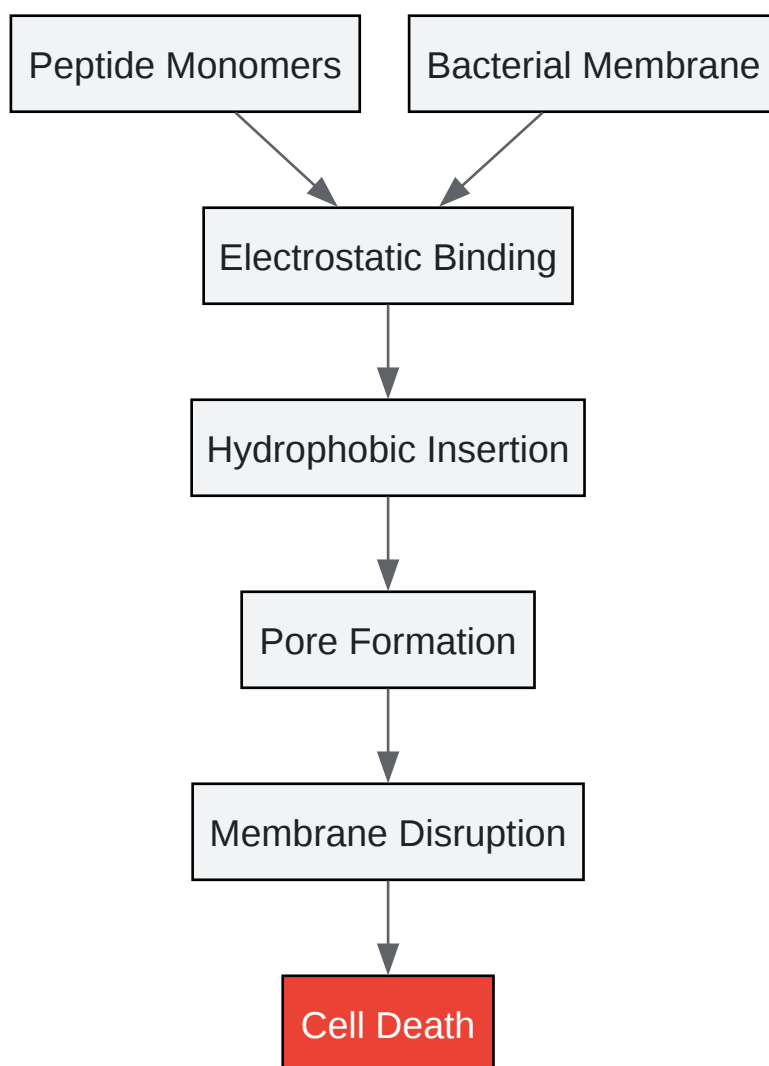 Peptide Monomers
Bacterial Membrane
Electrostatic Binding
Hydrophobic Insertion
Pore Formation
Membrane Disruption
Cell Death